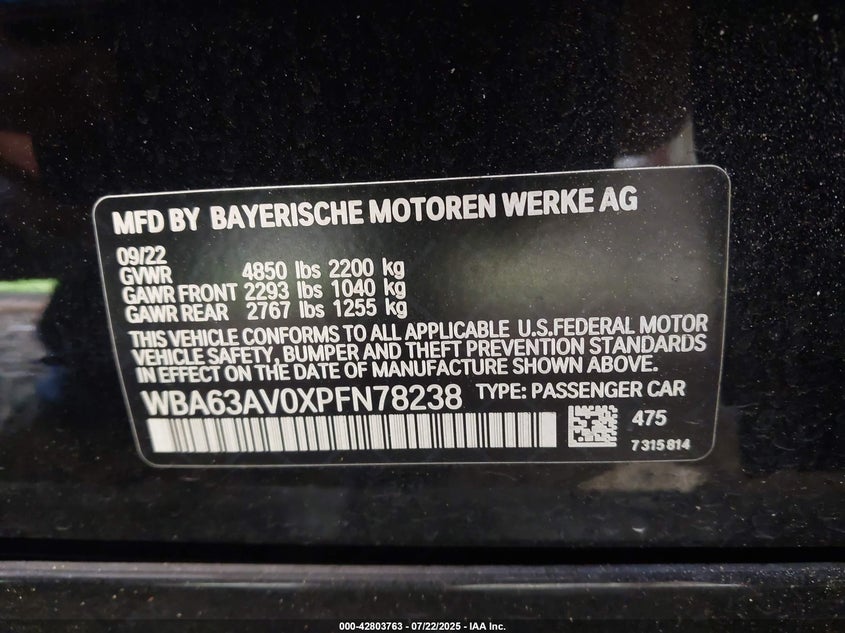 MFD BY BAYERISCHE MOTOREN WERKE AG
09/22
GVWR 4850 lbs 2200 kg
GAWR FRONT 2293 lbs 1040 kg
GAWR REAR 2767 lbs 1255 kg
THIS VEHICLE CONFORMS TO ALL APPLICABLE U.S.FEDERAL MOTOR
VEHICLE SAFETY, BUMPER AND THEFT PREVENTION STANDARDS
IN EFFECT ON THE DATE OF MANUFACTURE SHOWN ABOVE.
WBA63AV0XPFN78238 TYPE: PASSENGER CAR
475
7315814
000-42803763 - 07/22/2025 - IAA Inc.